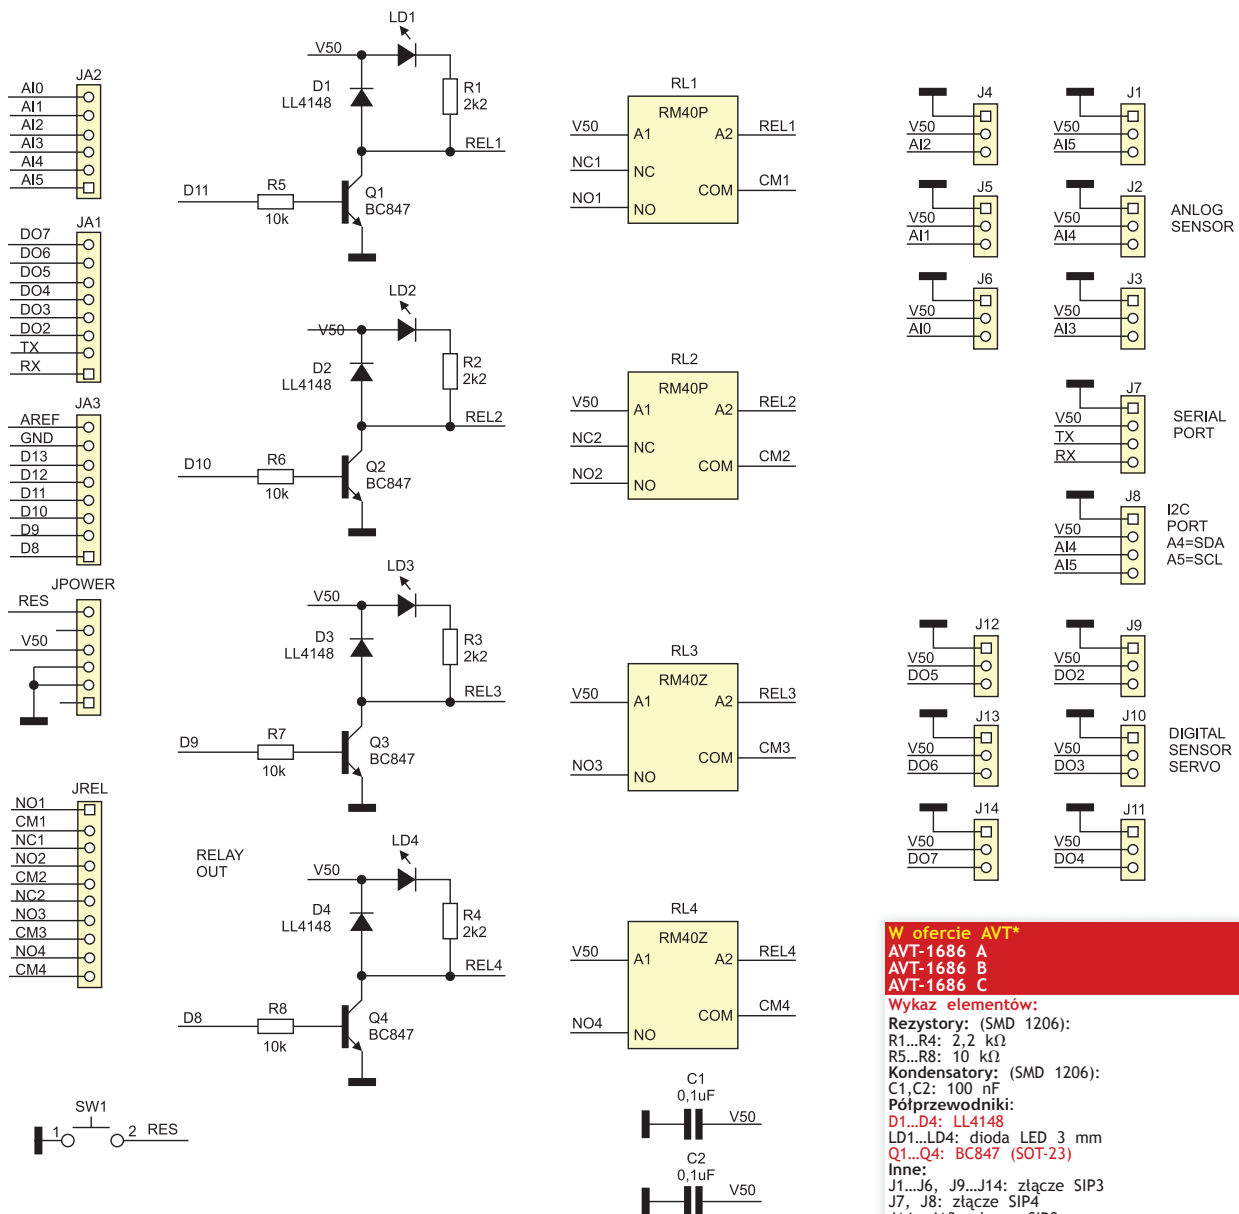 JA2
AI0
AI1
AI2
AI3
AI4
AI5
JA1
DO7
DO6
DO5
DO4
DO3
DO2
TX
RX
JA3
AREF
GND
D13
D12
D11
D10
D9
D8
JPOWER
RES
V50
JREL
NO1
CM1
NC1
NO2
CM2
NC2
NO3
CM3
NO4
CM4
RELAY
OUT
SW1
1
2
RES
LD1
V50
D1
LL4148
R1
2k2
REL1
D11
R5
10k
Q1
BC847
LD2
V50
D2
LL4148
R2
2k2
REL2
D10
R6
10k
Q2
BC847
LD3
V50
D3
LL4148
R3
2k2
REL3
D9
R7
10k
Q3
BC847
LD4
V50
D4
LL4148
R4
2k2
REL4
D8
R8
10k
Q4
BC847
RL1
RM40P
V50
A1
A2
REL1
NC1
NC
COM
CM1
NO1
NO
RL2
RM40P
V50
A1
A2
REL2
NC2
NC
COM
CM2
NO2
NO
RL3
RM40Z
V50
A1
A2
REL3
COM
CM3
NO3
NO
RL4
RM40Z
V50
A1
A2
REL4
COM
CM4
NO4
NO
C1
0,1uF
V50
C2
0,1uF
V50
J4
V50
AI2
J1
V50
AI5
J5
V50
AI1
J2
V50
AI4
ANLOG
SENSOR
J6
V50
AI0
J3
V50
AI3
J7
V50
TX
RX
SERIAL
PORT
J8
V50
AI4
AI5
I2C
PORT
A4=SDA
A5=SCL
J12
V50
DO5
J9
V50
DO2
J13
V50
DO6
J10
V50
DO3
DIGITAL
SENSOR
SERVO
J14
V50
DO7
J11
V50
DO4
W ofercie AVT*
AVT-1686 A
AVT-1686 B
AVT-1686 C
Wykaz elementów:
Rezystory: (SMD 1206):
R1...R4: 2,2 kΩ
R5...R8: 10 kΩ
Kondensatory: (SMD 1206):
C1,C2: 100 nF
Półprzewodniki:
D1...D4: LL4148
LD1...LD4: dioda LED 3 mm
Q1...Q4: BC847 (SOT-23)
Inne:
J1...J6, J9...J14: złącze SIP3
J7, J8: złącze SIP4